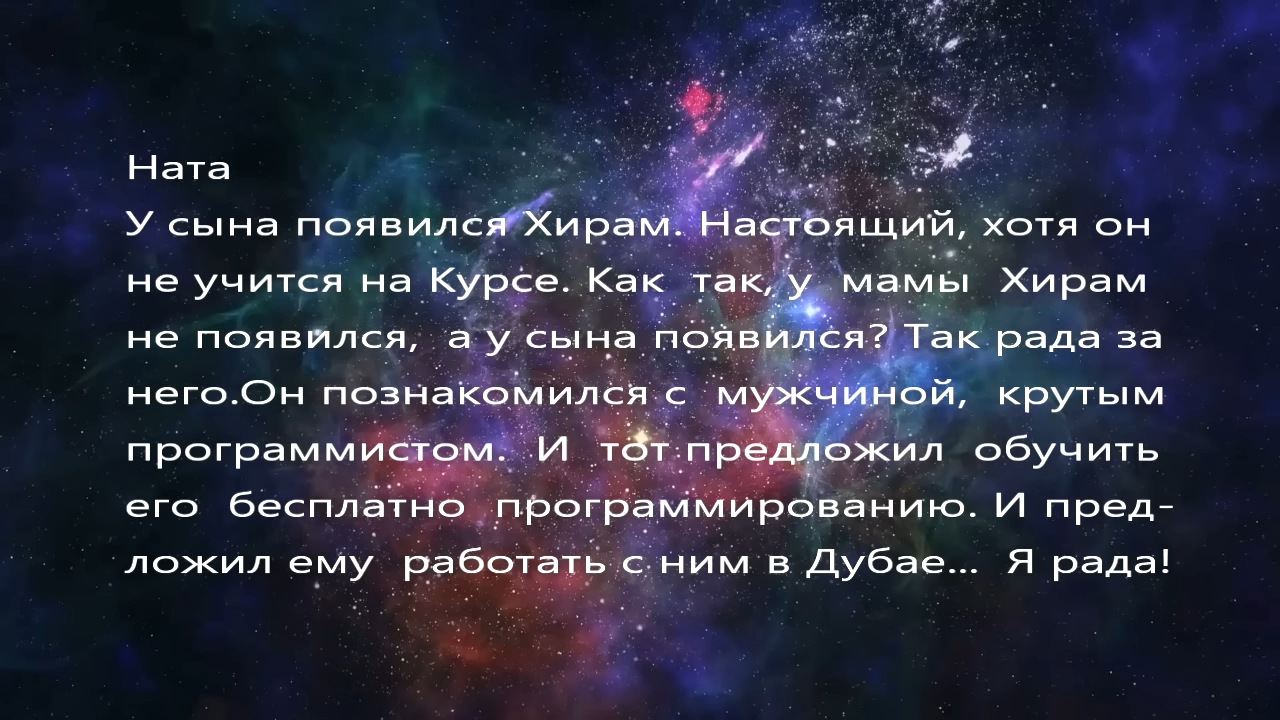 Ната
У сына появился Хирам. Настоящий, хотя он
не учится на Курсе. Как так, у мамы Хирам
не появился, а у сына появился? Так рада за
него.Он познакомился с мужчиной, крутым
программистом. И тот предложил обучить
его бесплатно программированию. И пред-
ложил ему работать с ним в Дубае... Я рада!